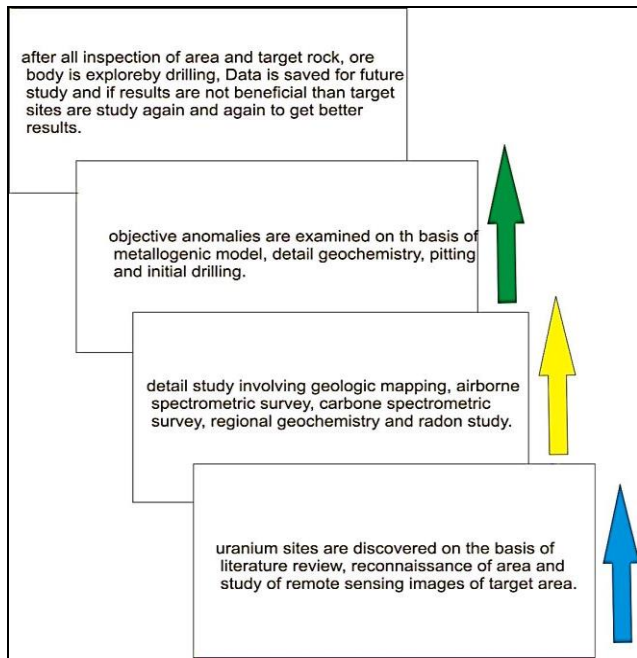 after all inspection of area and target rock, ore
body is exploreby drilling, Data is saved for future
study and if results are not beneficial than target
sites are study again and again to get better
results.
objective anomalies are examined on th basis of
metallogenic model, detail geochemistry, pitting
and initial drilling.
detail study involving geologic mapping, airborne
spectrometric survey, carbone spectrometric
survey, regional geochemistry and radon study.
uranium sites are discovered on the basis of
literature review, reconnaissance of area and
study of remote sensing images of target area.